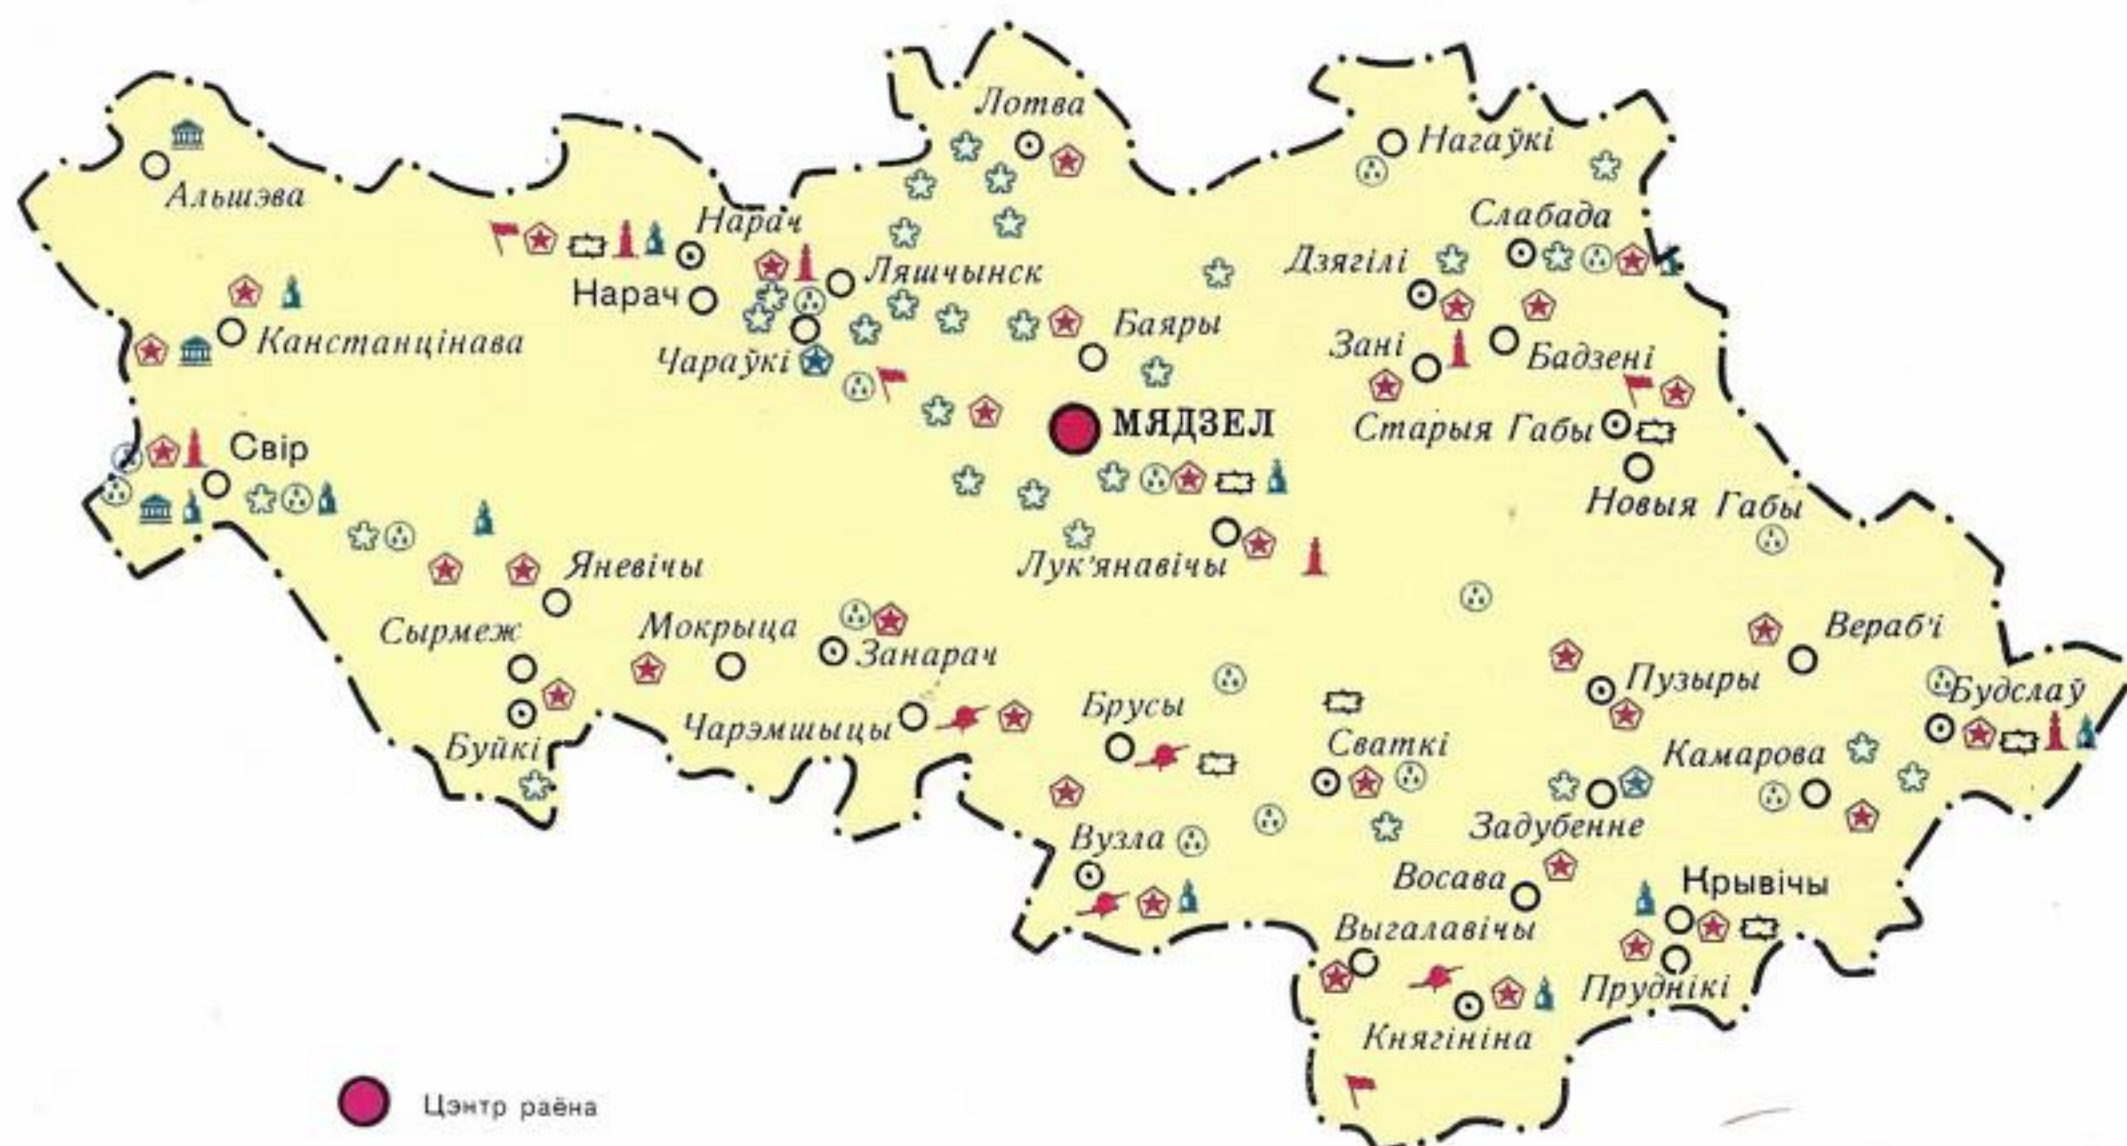 Лотва
Нагаўкі
Альшэва
Слабада
Нарач
Дзягілі
Ляшчынск
Нарач
Баяры
Канстанцінава
Зані
Бадзені
Чараўкі
МЯДЗЕЛ
Старыя Габы
Свір
Новыя Габы
Лук'янавічы
Яневічы
Сырмеж
Мокрыца
Вераб'і
Занарач
Пузыры
Будслаў
Брусы
Чарэмшыцы
Сваткі
Буйкі
Камарова
Задубенне
Вузла
Восава
Крывічы
Выгалавічы
Пруднікі
Княгініна
Цэнтр раёна